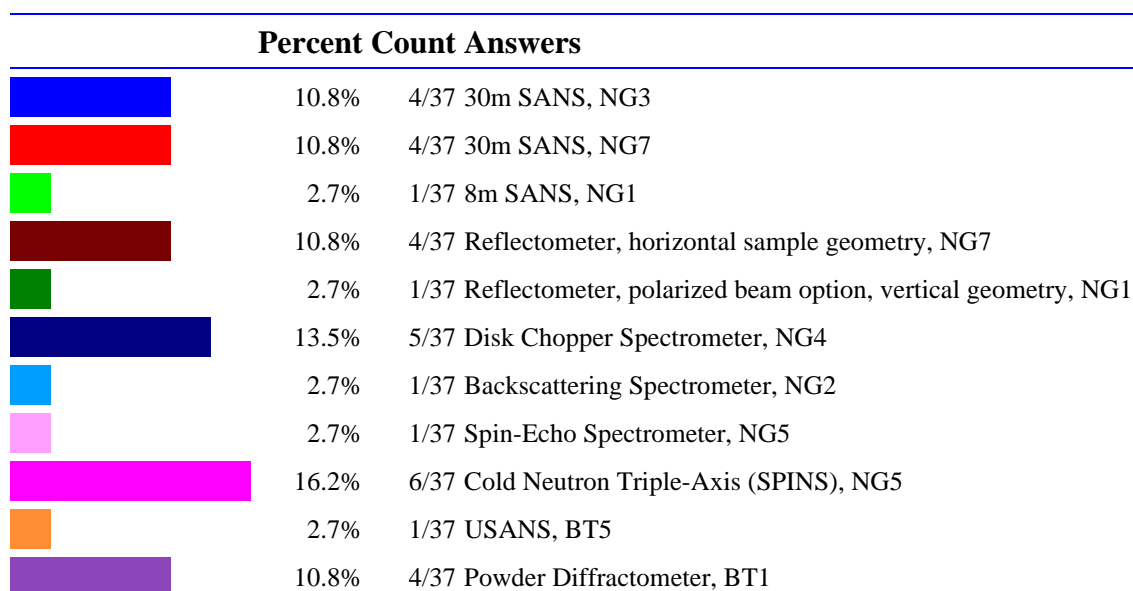 Percent Count Answers
10.8% 4/37 30m SANS, NG3
10.8% 4/37 30m SANS, NG7
2.7% 1/37 8m SANS, NG1
10.8% 4/37 Reflectometer, horizontal sample geometry, NG7
2.7% 1/37 Reflectometer, polarized beam option, vertical geometry, NG1
13.5% 5/37 Disk Chopper Spectrometer, NG4
2.7% 1/37 Backscattering Spectrometer, NG2
2.7% 1/37 Spin-Echo Spectrometer, NG5
16.2% 6/37 Cold Neutron Triple-Axis (SPINS), NG5
2.7% 1/37 USANS, BT5
10.8% 4/37 Powder Diffractometer, BT1